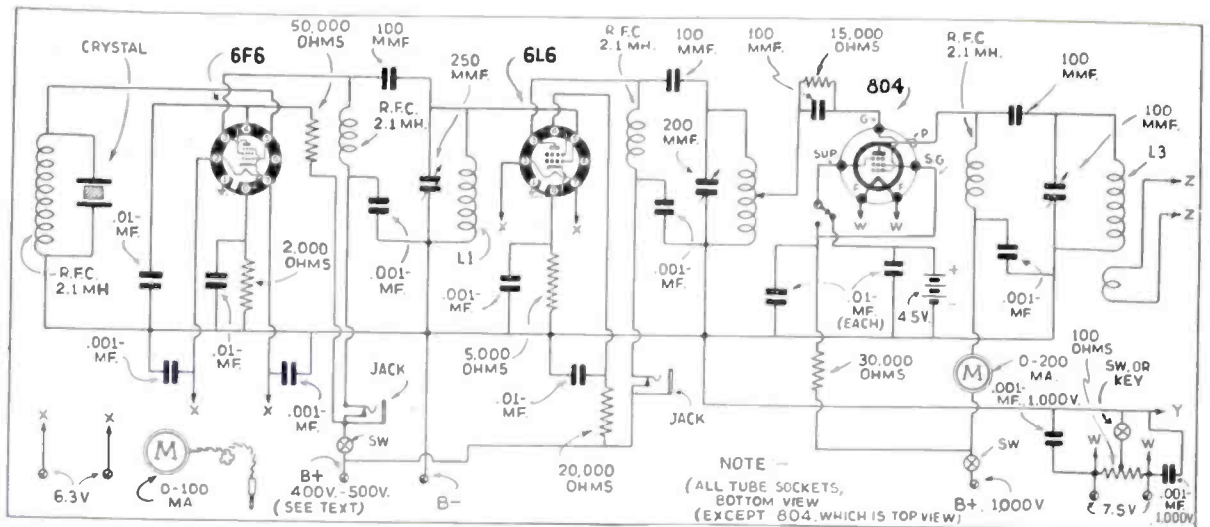 CRYSTAL
6F6
50,000
OHMS
100
MMF.
250
MMF.
R.F.C.
2.1 MH.
6L6
R.F.C
2.1 MH.
100
MMF.
100
MMF.
15,000
OHMS
804
R.F.C
2.1 MH.
100
MMF.
100
MMF.
L3
200
MMF.
G
P
SUP
S.G
F
F
W
W
Z
Z
R.F.C.
2.1 MH
.01-
MF.
2,000
OHMS
.001-
MF.
L1
X
.001-
MF.
.001-
MF.
.01-
MF.
(EACH)
+
-
45V.
.001-
MF
.001-
MF.
.01-
MF.
X
X
.001-
MF.
JACK
5,000
OHMS
.01-
MF.
JACK
30,000
OHMS
M
0-200
MA.
100
OHMS
SW. OR
KEY
.001-
MF. 1,000V.
Y
X
X
6.3V
M
0-100
MA
SW
B+
400V.-500V.
(SEE TEXT)
B-
20,000
OHMS
NOTE -
(ALL TUBE SOCKETS,
BOTTOM VIEW
(EXCEPT 804, WHICH IS TOP VIEW)
SW
B+, 1000V
W
W
7.5V
.001-
MF.
1,000V.